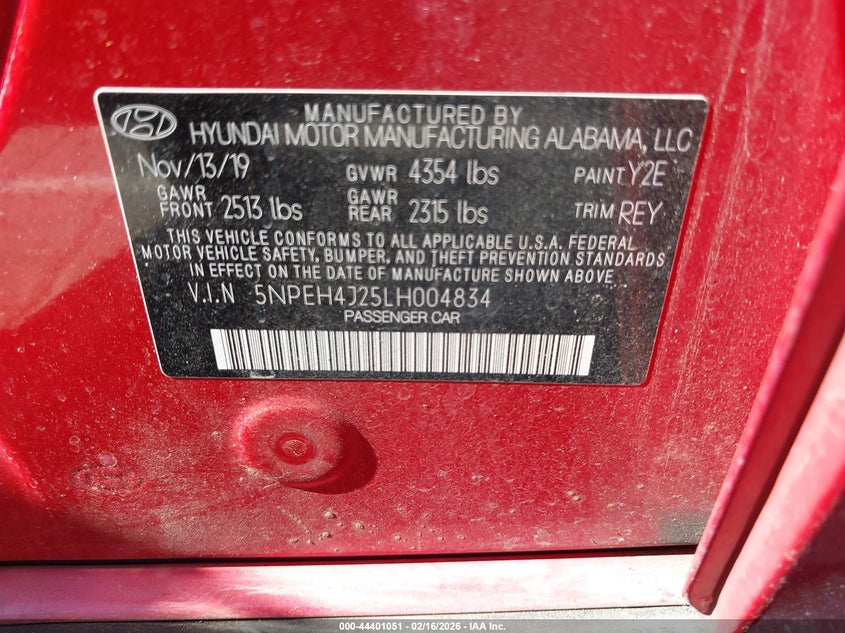 MANUFACTURED BY
HYUNDAI MOTOR MANUFACTURING ALABAMA, LLC
Nov/13/19 GVWR 4354 lbs PAINT Y2E
GAWR FRONT 2513 lbs GAWR REAR 2315 lbs TRIM REY
THIS VEHICLE CONFORMS TO ALL APPLICABLE U.S.A. FEDERAL
MOTOR VEHICLE SAFETY, BUMPER, AND THEFT PREVENTION STANDARDS
IN EFFECT ON THE DATE OF MANUFACTURE SHOWN ABOVE
V.I.N 5NPEH4J25LH004834
PASSENGER CAR
000-44401051 - 02/16/2026 - IAA Inc.